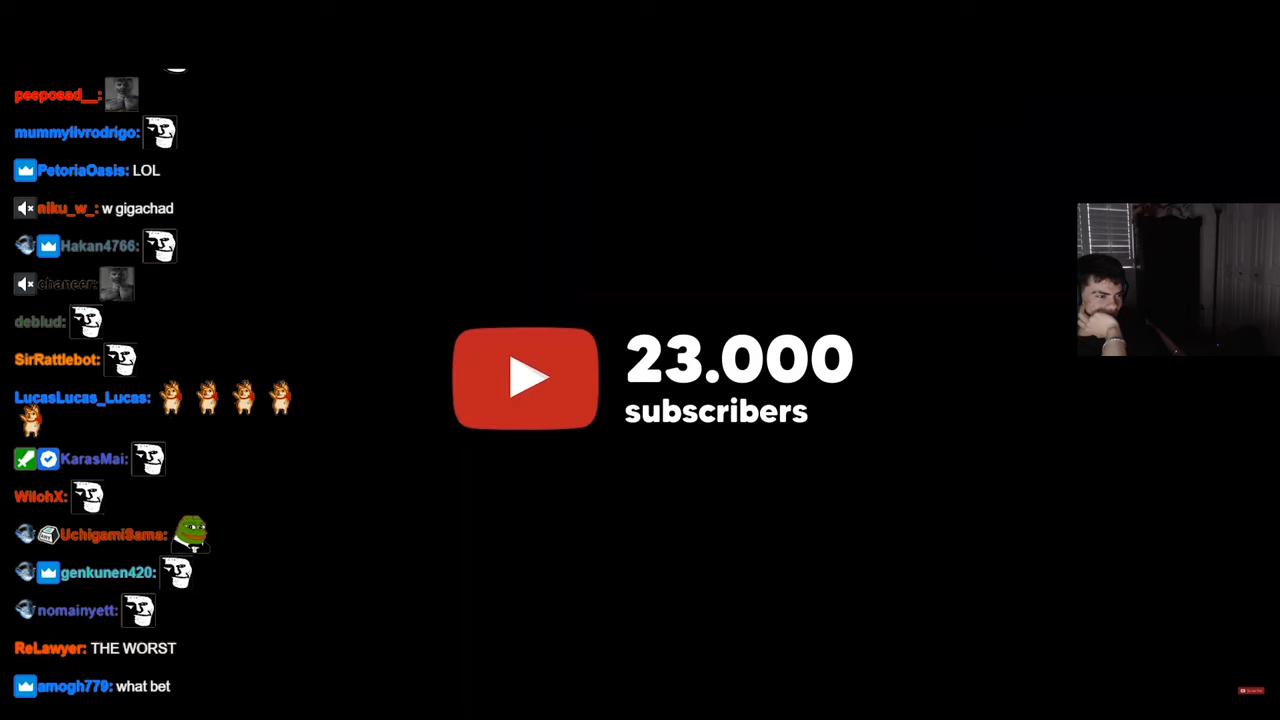 peeposad__:
mummylivrodrigo:
PetoriaOasis: LOL
niku_w_: w gigachad
Hakan4766:
chaneer:
deblud:
SirRattlebot:
LucasLucas_Lucas:
KarasMai:
WilohX:
UchigamiSama:
genkunen420:
nomainyett:
ReLawyer: THE WORST
amogh779: what bet
23.000
subscribers